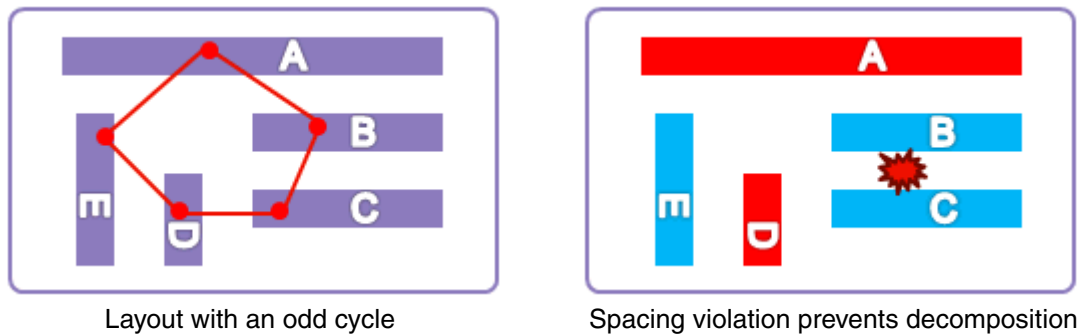 A
B
C
D
E
Layout with an odd cycle
A
B
C
D
E
Spacing violation prevents decomposition